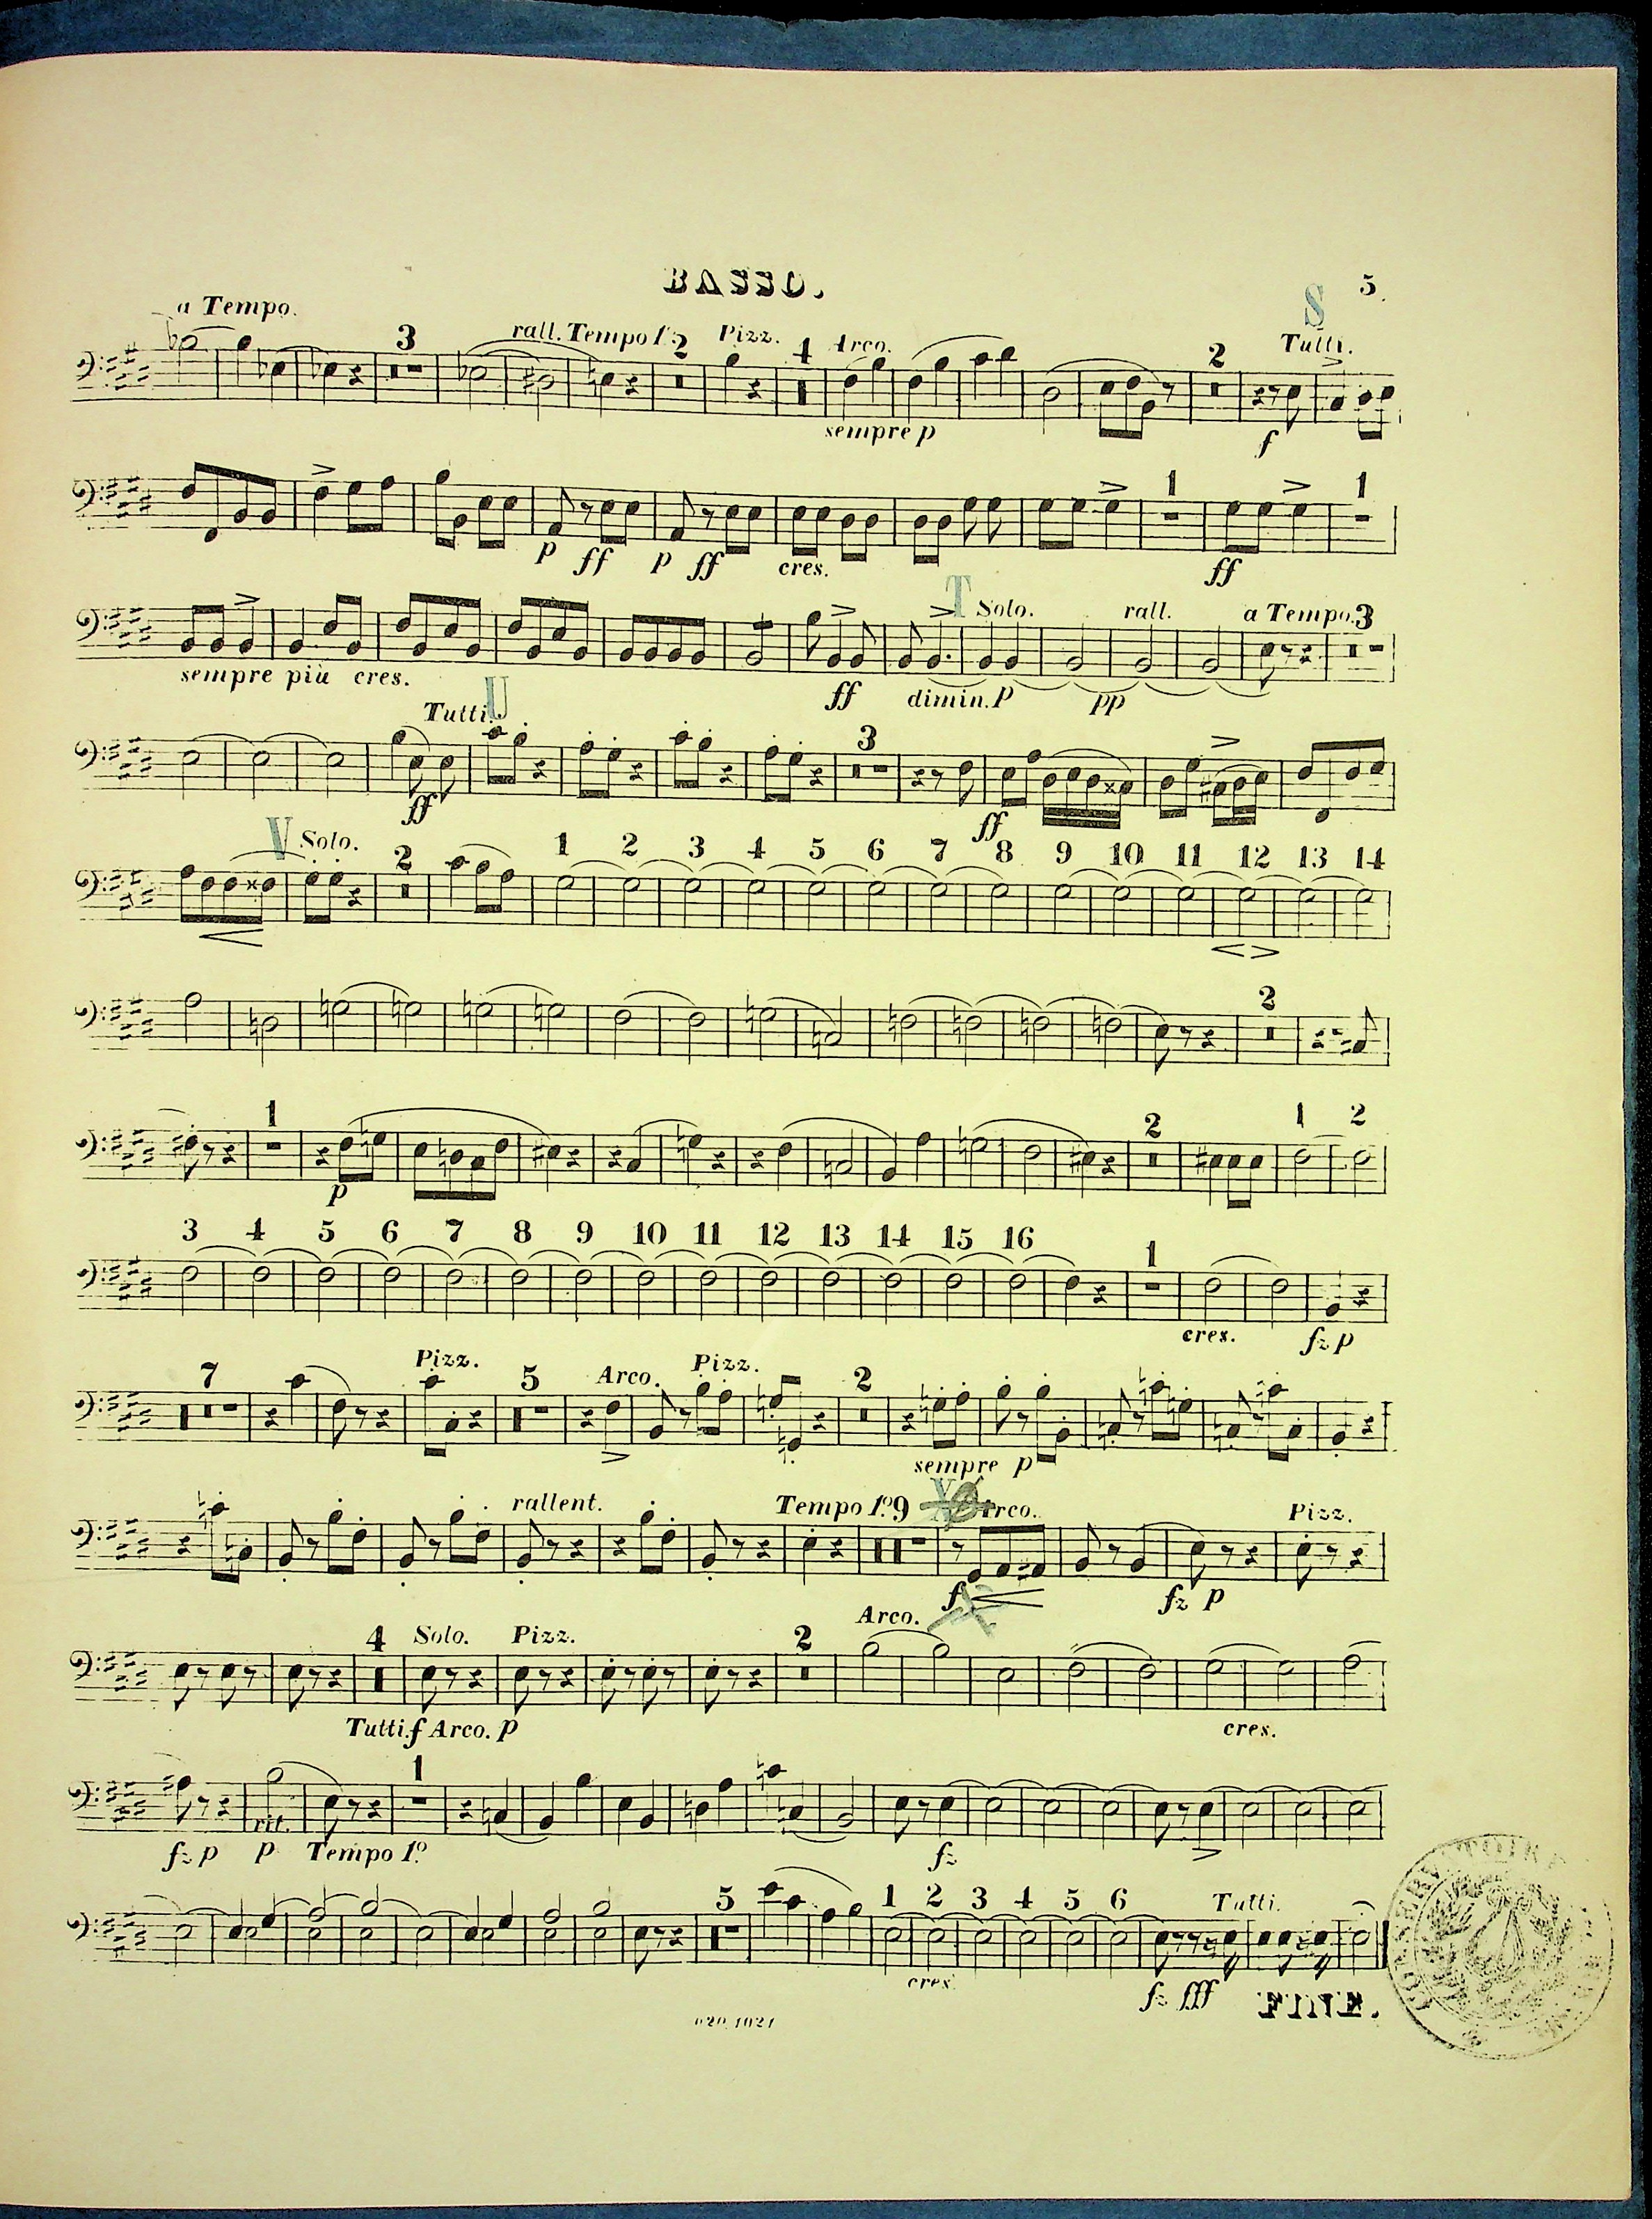 BASSO.
5.
S
a Tempo.
3
rall. Tempo 1º
2
Pizz.
4
Arco.
2
Tutti.
sempre p
f
1
1
p ff p ff cres. ff
T
Solo.
rall.
a Tempo.
3
sempre più cres. ff dimin. p pp
U
Tutti.
3
ff ff
V
Solo.
2
1 2 3 4 5 6 7 8 9 10 11 12 13 14
2
1
2
1 2
p
3 4 5 6 7 8 9 10 11 12 13 14 15 16
1
cres. fz p
7
Pizz.
5
Arco.
Pizz.
2
sempre p
rallent.
Tempo 1º
9
Arco.
Pizz.
f fz p
4
Solo.
Pizz.
2
Arco.
Tutti. f Arco. p cres.
1
rit.
fz p p Tempo 1º fz
5
1 2 3 4 5 6
Tutti.
cres. fz fff
FINE.